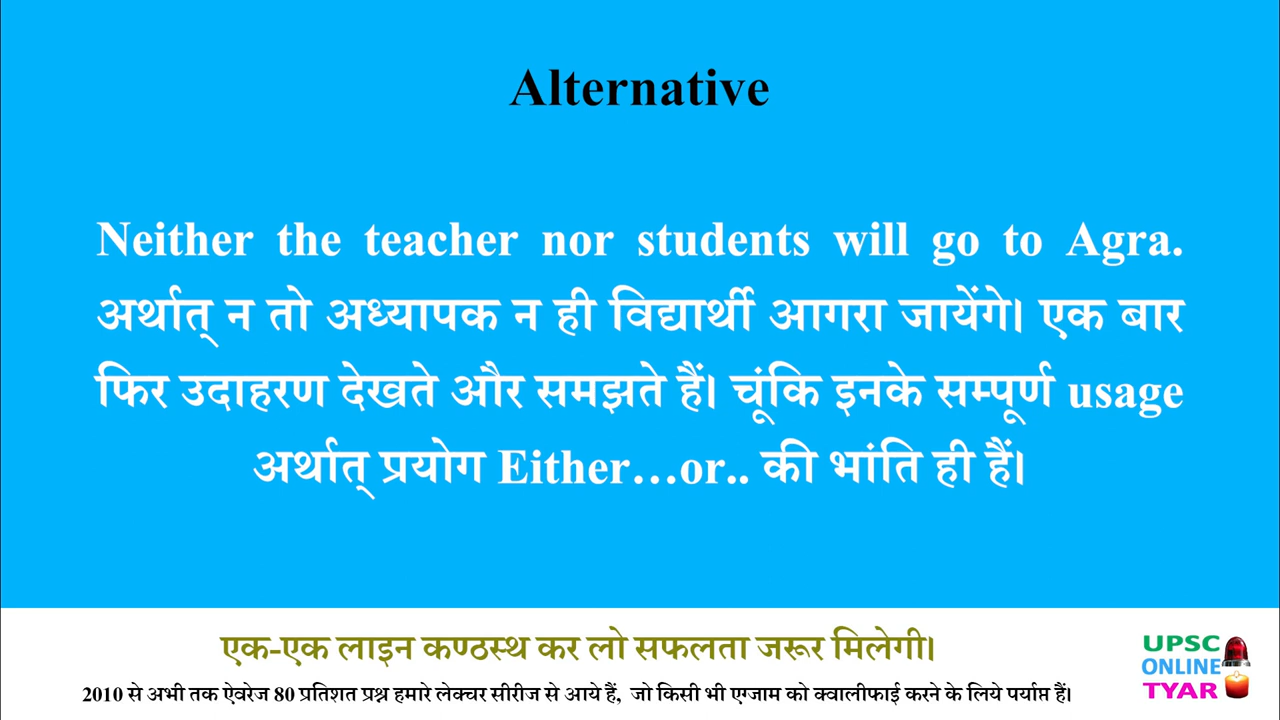 Alternative
Neither the teacher nor students will go to Agra.
अर्थात् न तो अध्यापक न ही विद्यार्थी आगरा जायेंगे। एक बार
फिर उदाहरण देखते और समझते हैं। चूंकि इनके सम्पूर्ण usage
अर्थात् प्रयोग Either...or.. की भांति ही हैं।
एक-एक लाइन कण्ठस्थ कर लो सफलता जरूर मिलेगी।
2010 से अभी तक ऐवरेज 80 प्रतिशत प्रश्न हमारे लेक्चर सीरीज से आये हैं, जो किसी भी एग्जाम को क्वालीफाई करने के लिये पर्याप्त हैं।
UPSC
ONLINE
TYAR